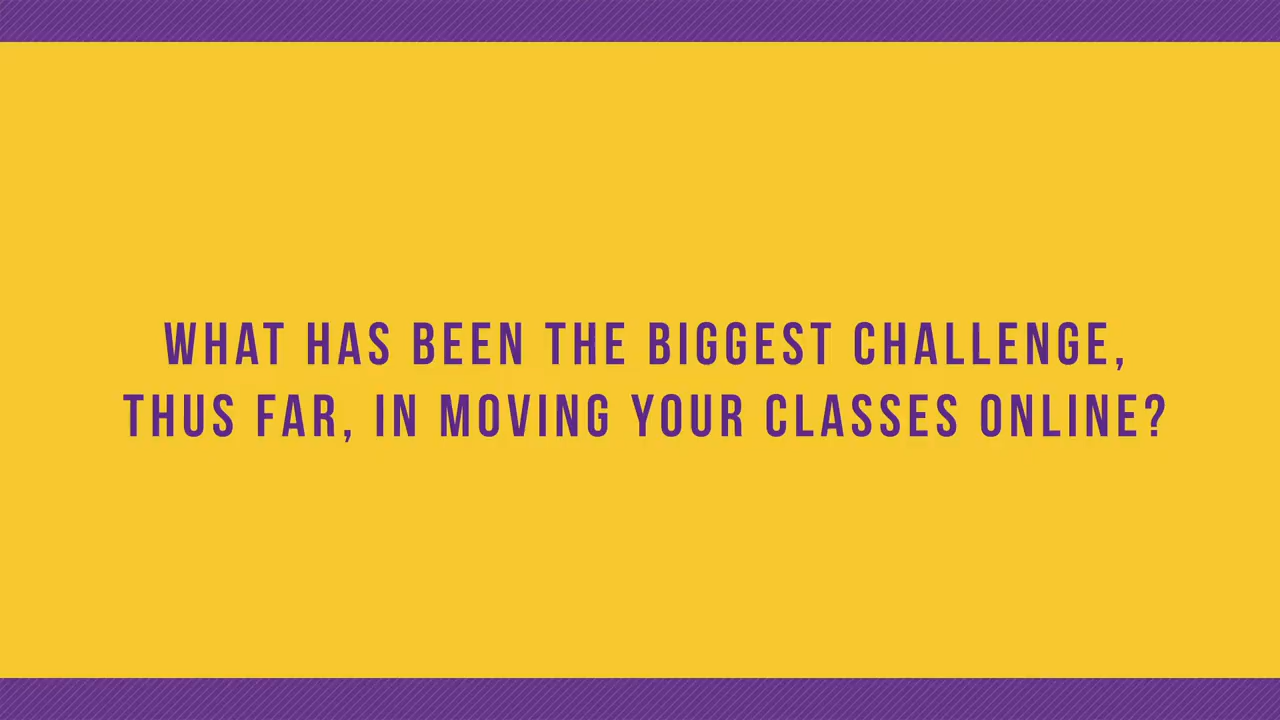 WHAT HAS BEEN THE BIGGEST CHALLENGE,
THUS FAR, IN MOVING YOUR CLASSES ONLINE?